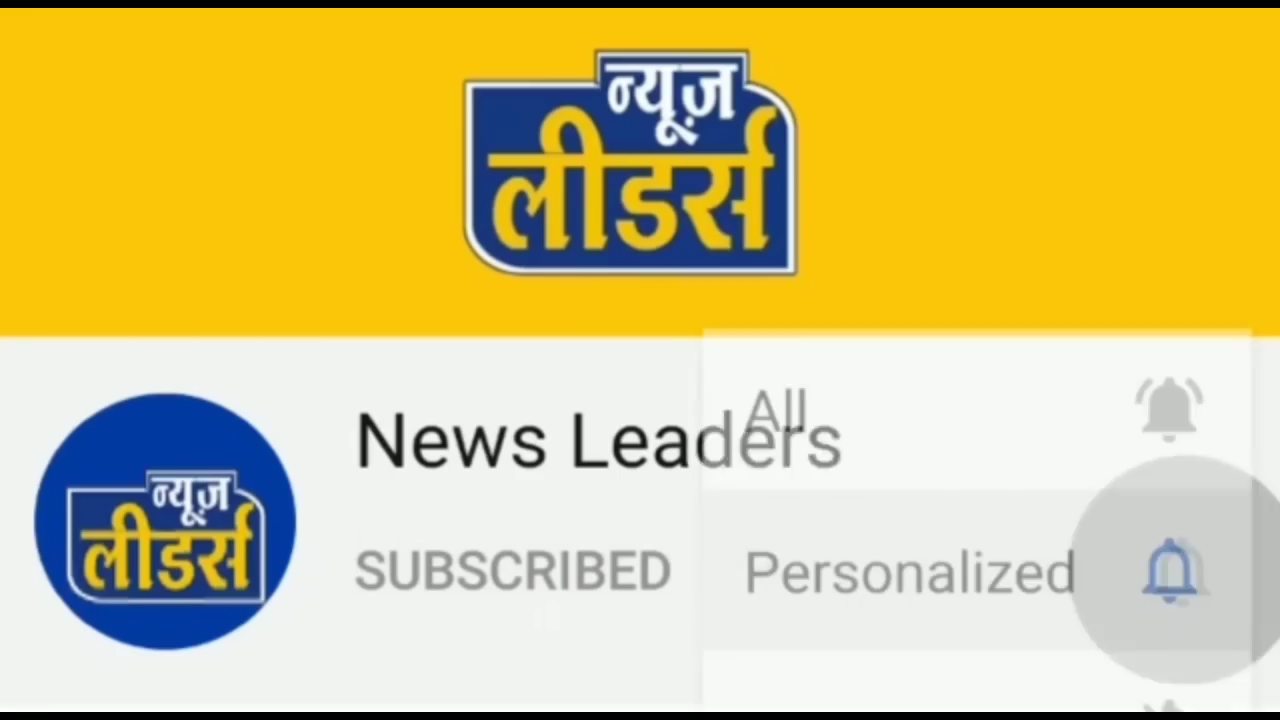 न्यूज़
लीडर्स
न्यूज़
लीडर्स
News Leaders
SUBSCRIBED
All
Personalized